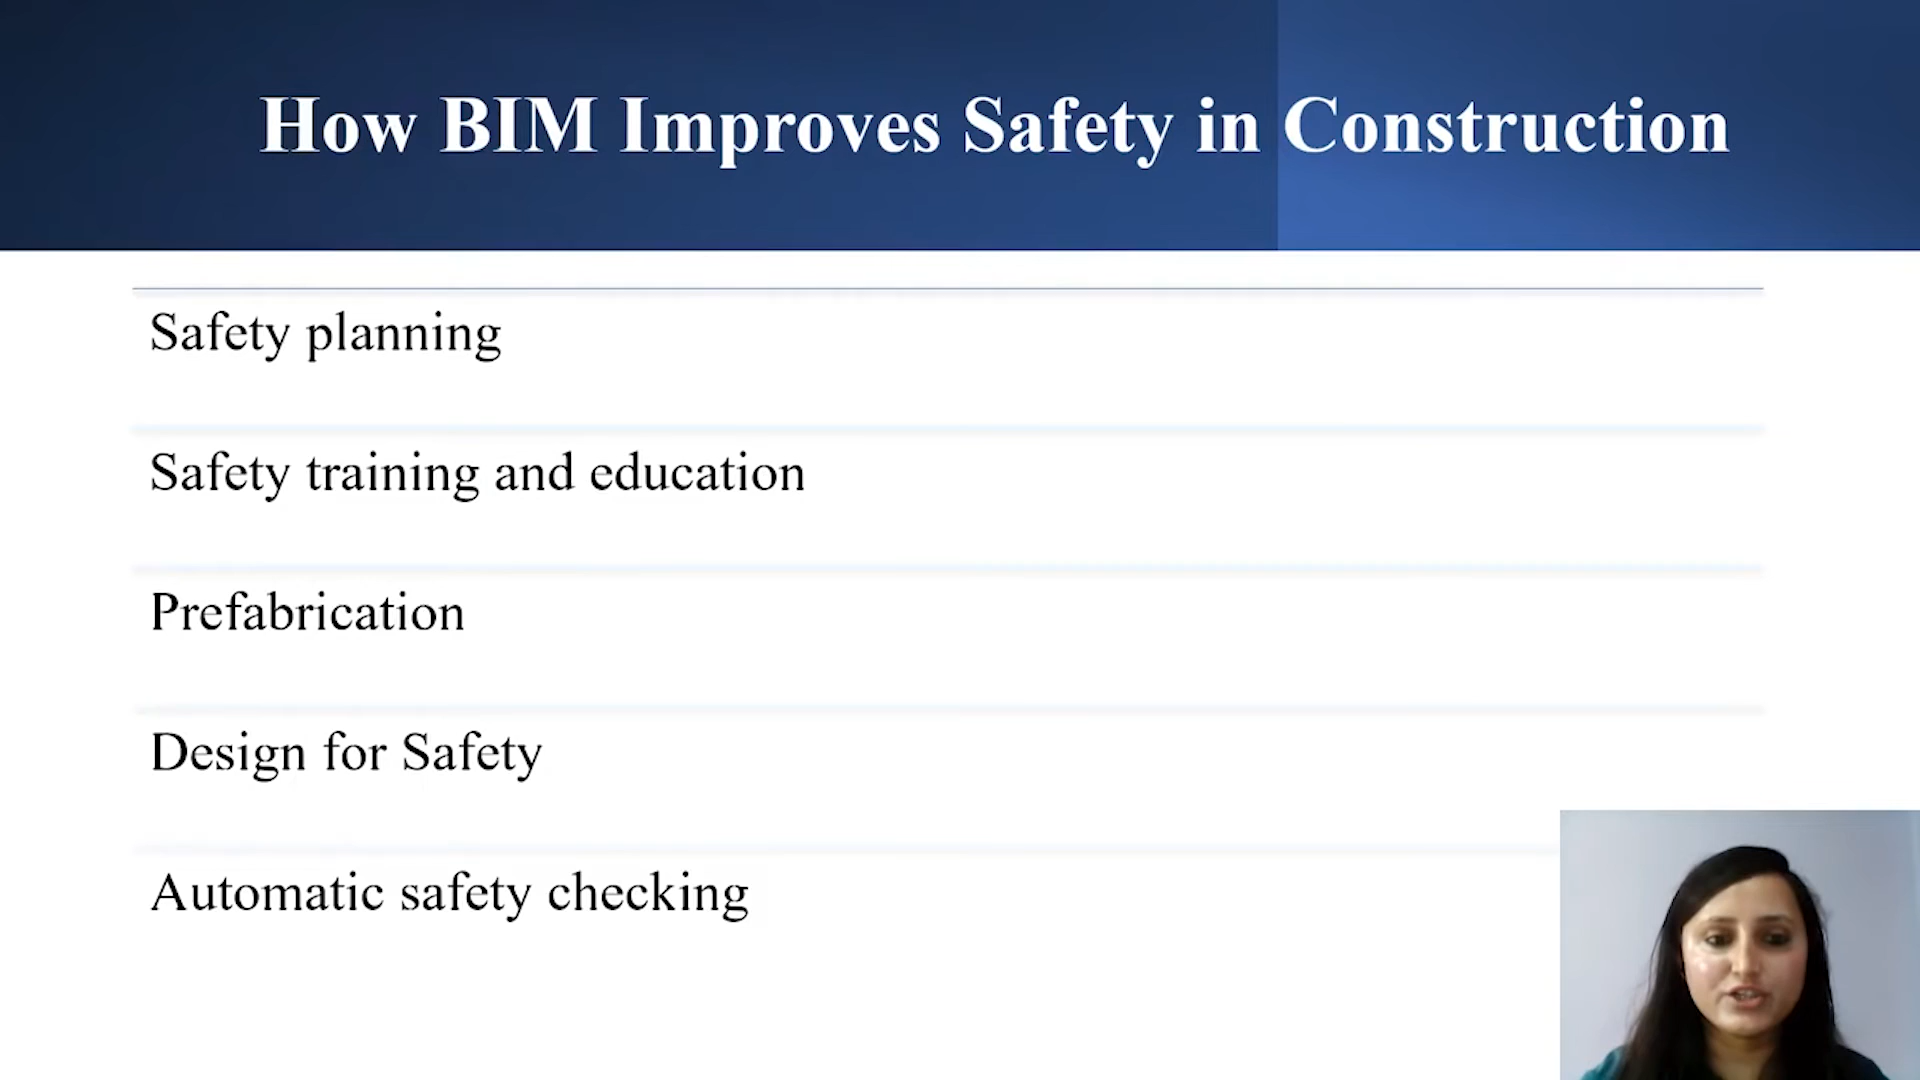 How BIM Improves Safety in Construction
Safety planning
Safety training and education
Prefabrication
Design for Safety
Automatic safety checking